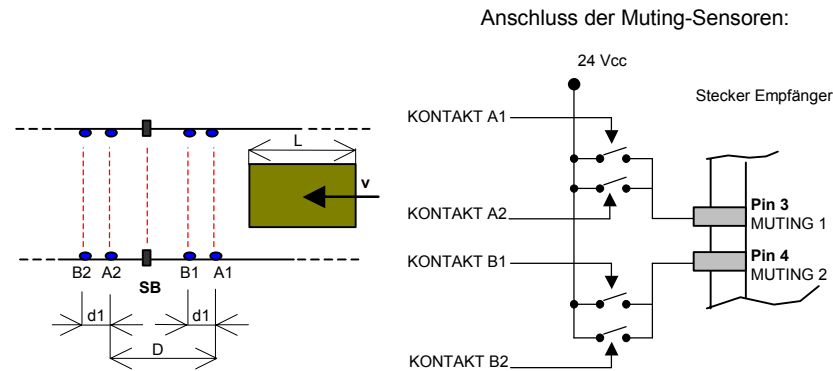 Anschluss der Muting-Sensoren:
24 Vcc
Stecker Empfänger
KONTAKT A1
KONTAKT A2
KONTAKT B1
KONTAKT B2
Pin 3
MUTING 1
Pin 4
MUTING 2
L
v
B2 A2 B1 A1
SB
d1 d1
D